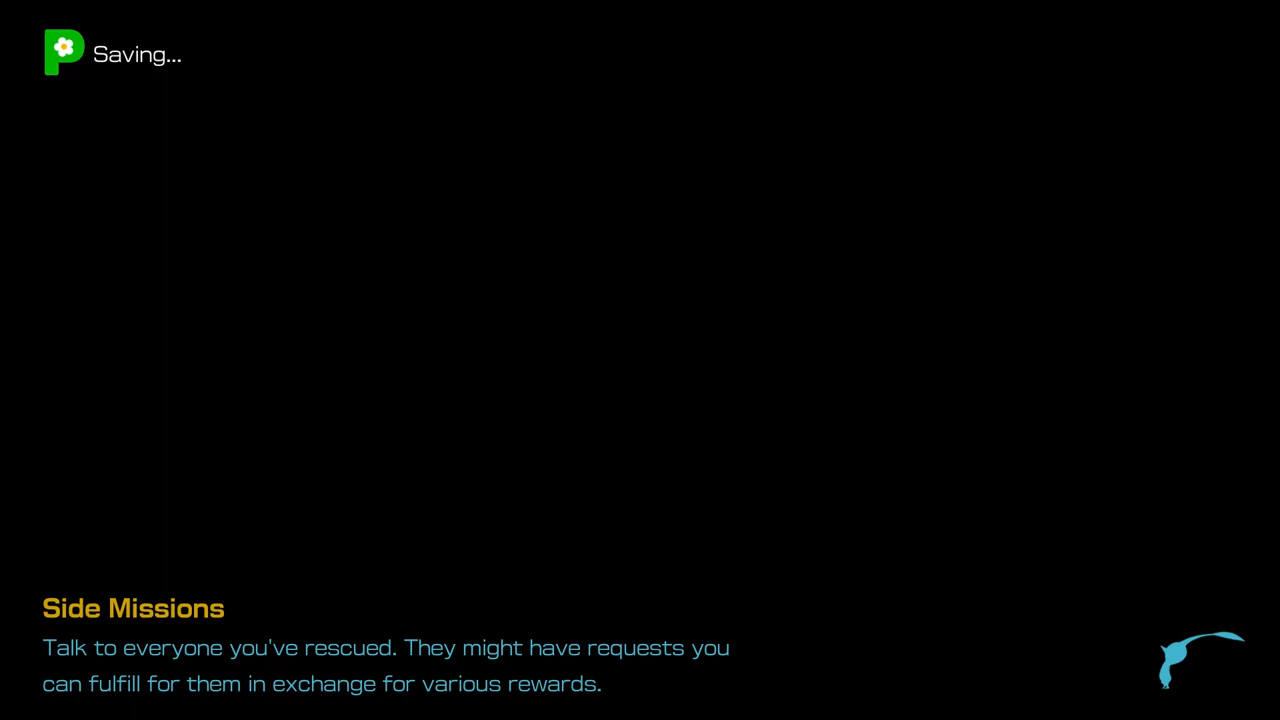 P Saving...
Side Missions
Talk to everyone you've rescued. They might have requests you
can fulfill for them in exchange for various rewards.